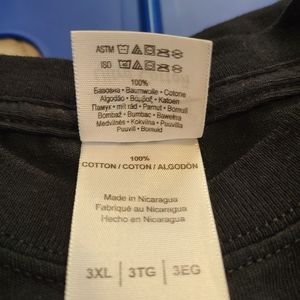 ASTM
ISO
100%
Бавовна • Baumwolle • Cotone
Algodão • Βαμβάκι • Katoen
Памук • mit råd • Pamut • Bomull
Bombaž • Bumbac • Bawełna
Medvilnės • Kokvilna • Puuvilla
Puuvill • Bomuld
100%
COTTON / COTON / ALGODÓN
Made in Nicaragua
Fabriqué au Nicaragua
Hecho en Nicaragua
3XL | 3TG | 3EG